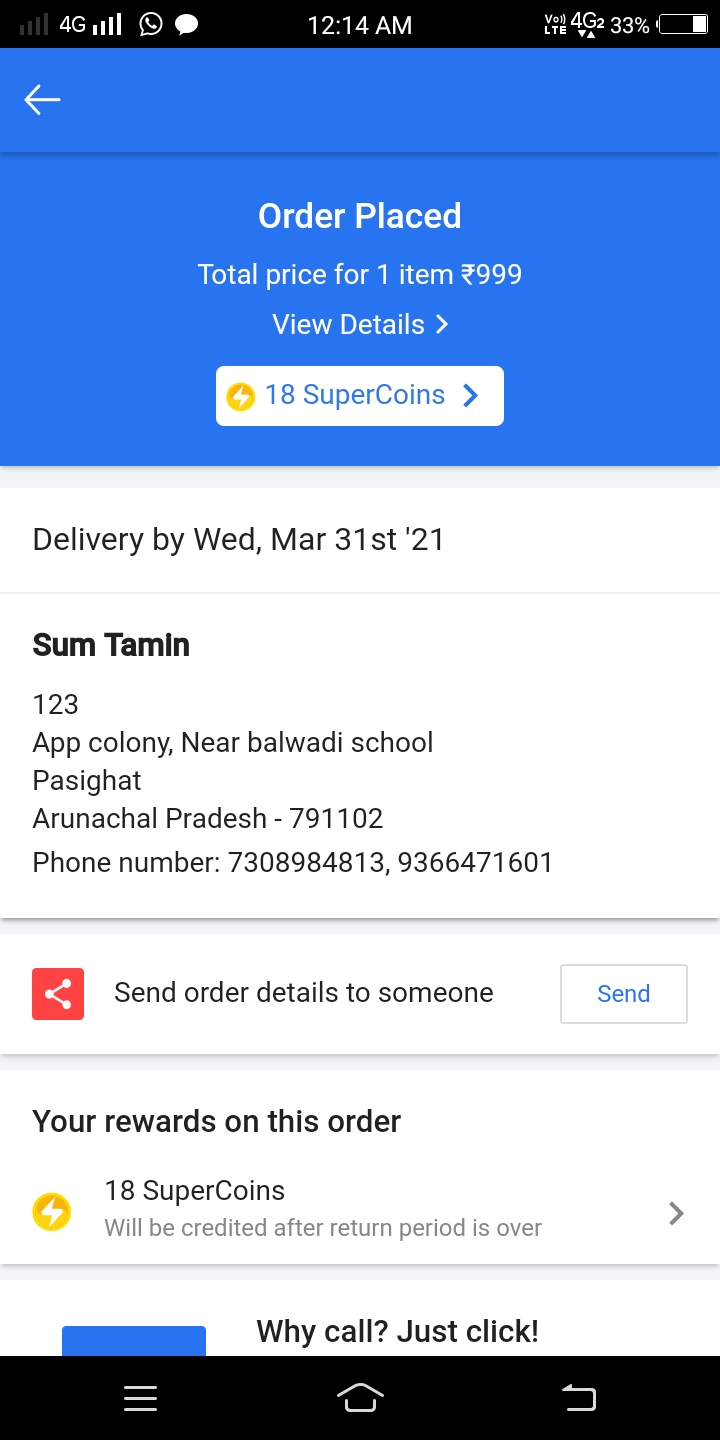 4G 12:14 AM Vo)) LTE 4G2 33%
Order Placed
Total price for 1 item ₹999
View Details
18 SuperCoins
Delivery by Wed, Mar 31st '21
Sum Tamin
123
App colony, Near balwadi school
Pasighat
Arunachal Pradesh - 791102
Phone number: 7308984813, 9366471601
Send order details to someone
Send
Your rewards on this order
18 SuperCoins
Will be credited after return period is over
Why call? Just click!